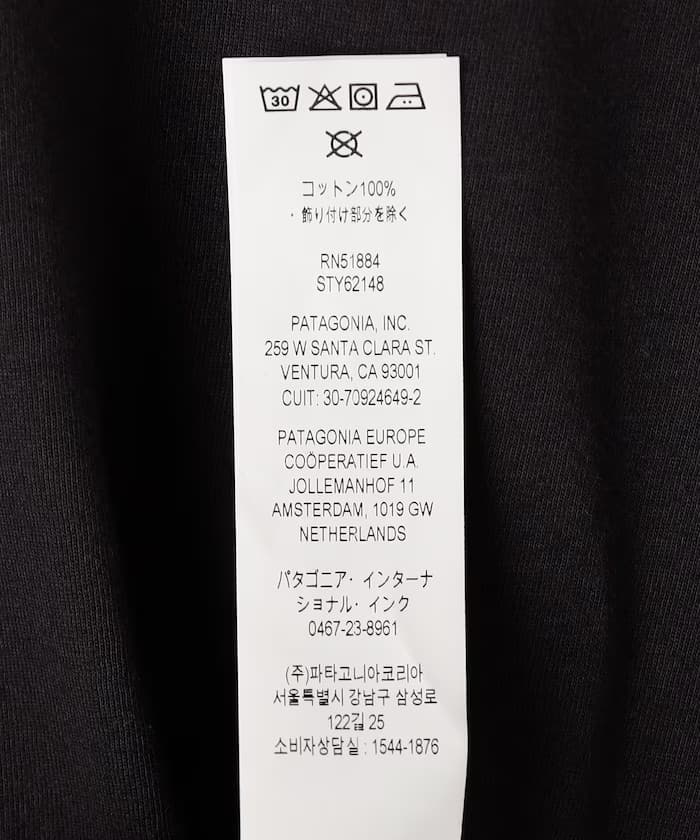 30
コットン100%
・飾り付け部分を除く
RN51884
STY62148
PATAGONIA, INC.
259 W SANTA CLARA ST.
VENTURA, CA 93001
CUIT: 30-70924649-2
PATAGONIA EUROPE
COÖPERATIEF U.A.
JOLLEMANHOF 11
AMSTERDAM, 1019 GW
NETHERLANDS
パタゴニア・インターナ
ショナル・インク
0467-23-8961
(주)파타고니아코리아
서울특별시 강남구 삼성로
122길 25
소비자상담실 : 1544-1876